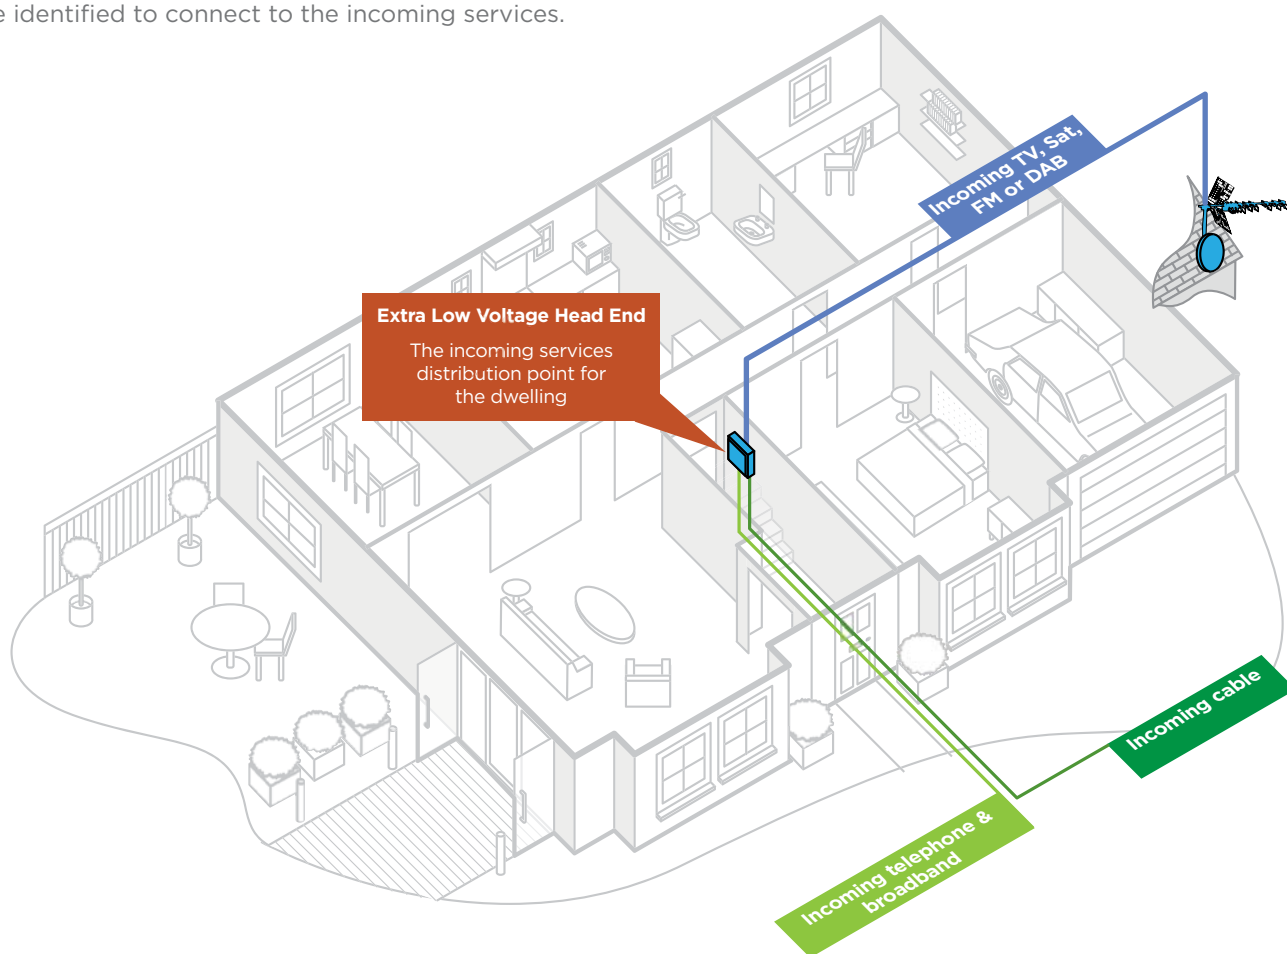 e identified to connect to the incoming services.
Incoming TV, Sat,
FM or DAB
Extra Low Voltage Head End
The incoming services
distribution point for
the dwelling
Incoming cable
Incoming telephone &
broadband